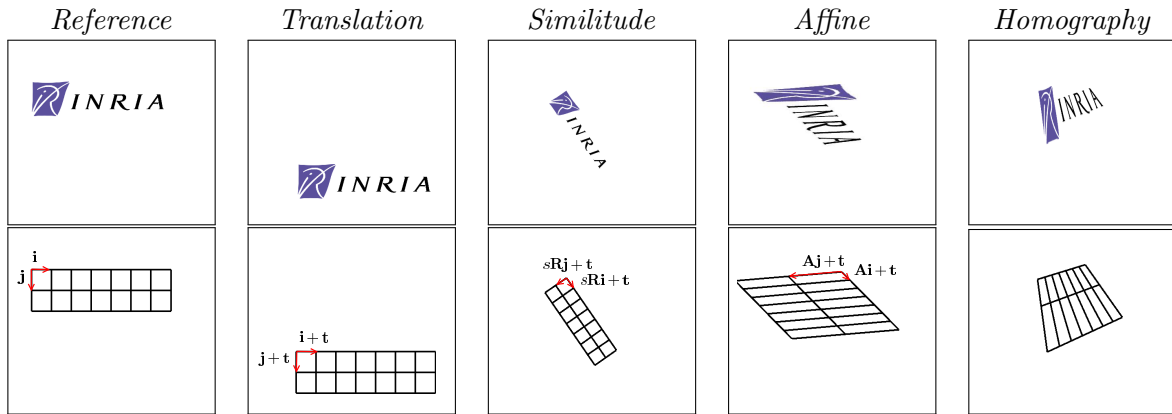 Reference Translation Similitude Affine Homography
INRIA INRIA INRIA INRIA INRIA
i
j
i + t
j + t
sRj + t
sRi + t
Aj + t
Ai + t